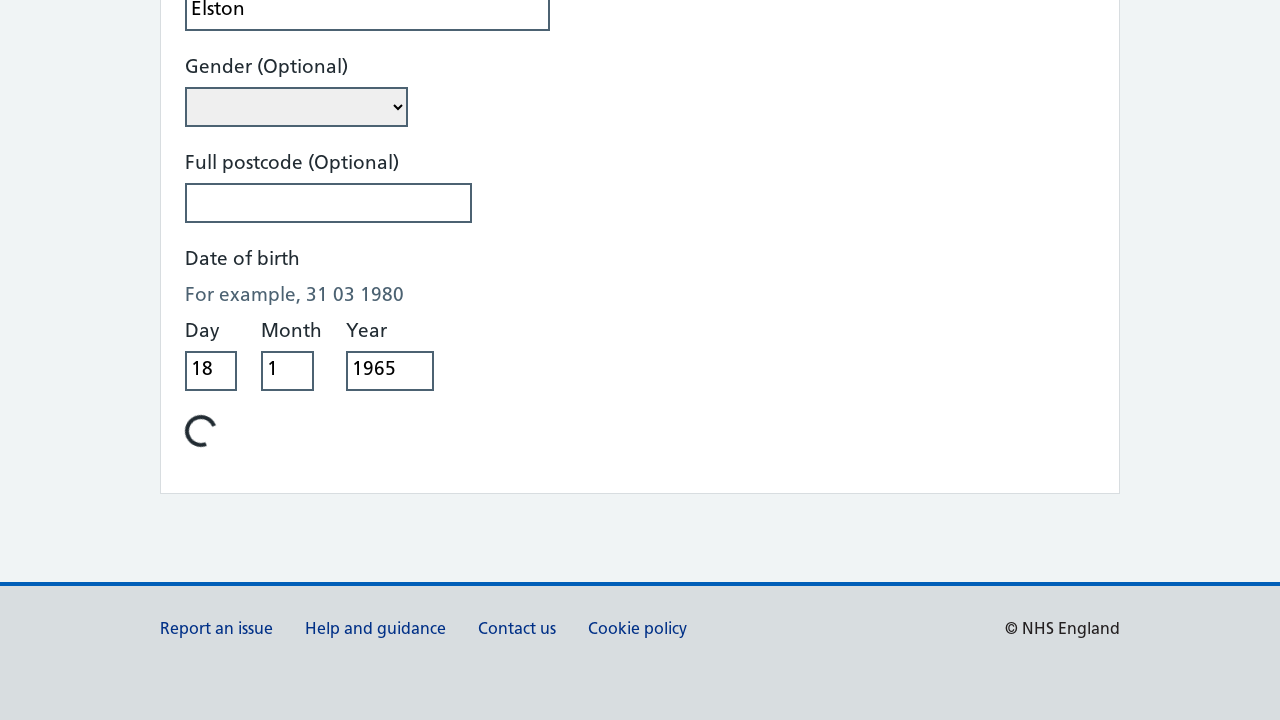 Elston
Gender (Optional)
Full postcode (Optional)
Date of birth
For example, 31 03 1980
Day Month Year
18 1 1965
Report an issue Help and guidance Contact us Cookie policy © NHS England